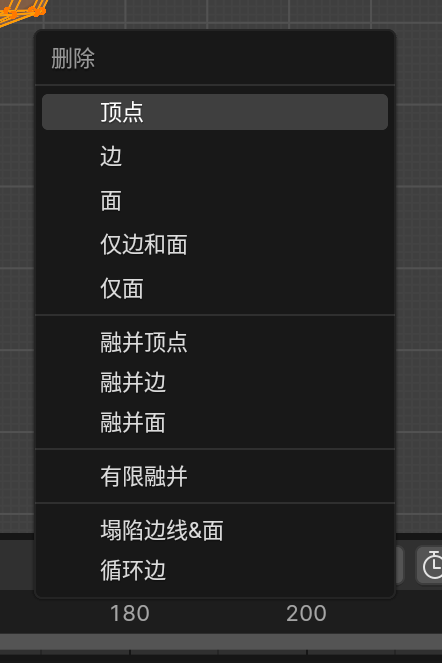 删除
顶点
边
面
仅边和面
仅面
融并顶点
融并边
融并面
有限融并
塌陷边线&面
循环边
180 200